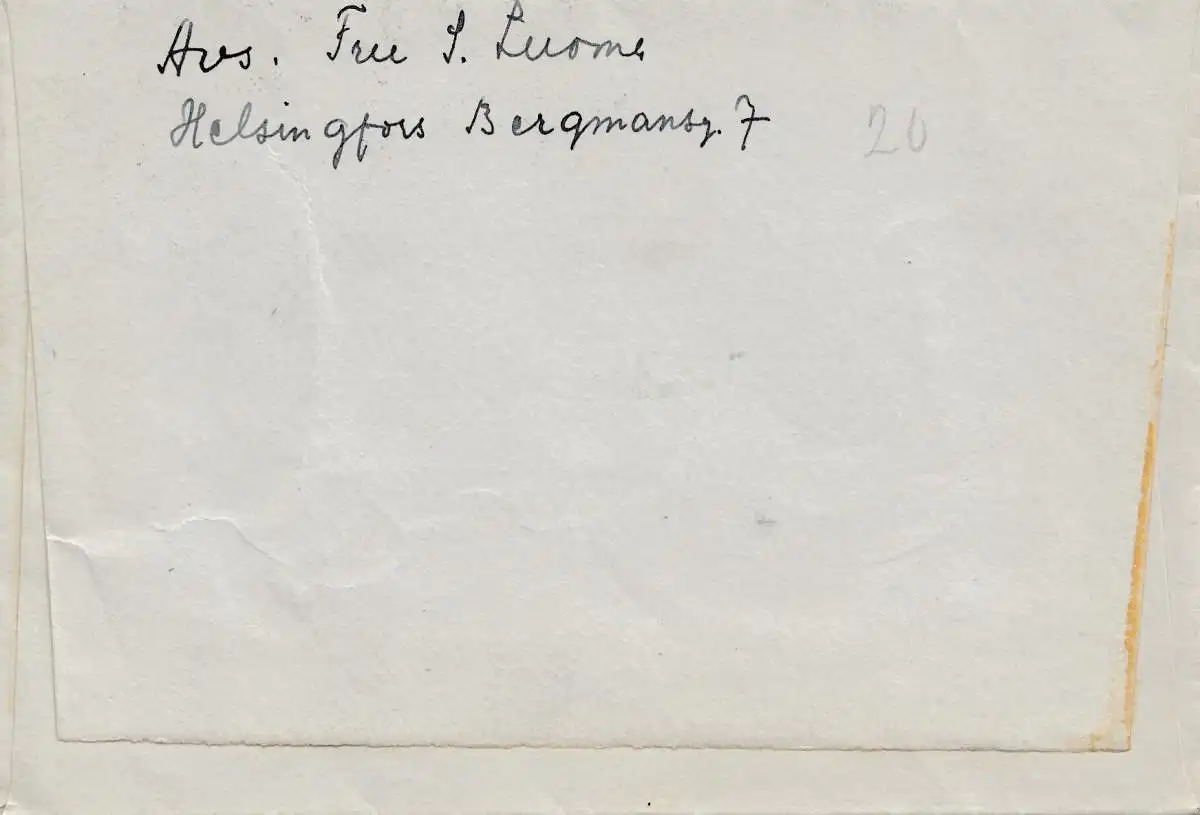 Avs. Fru S. Luoma
Helsingfors Bergmansg. 7
20